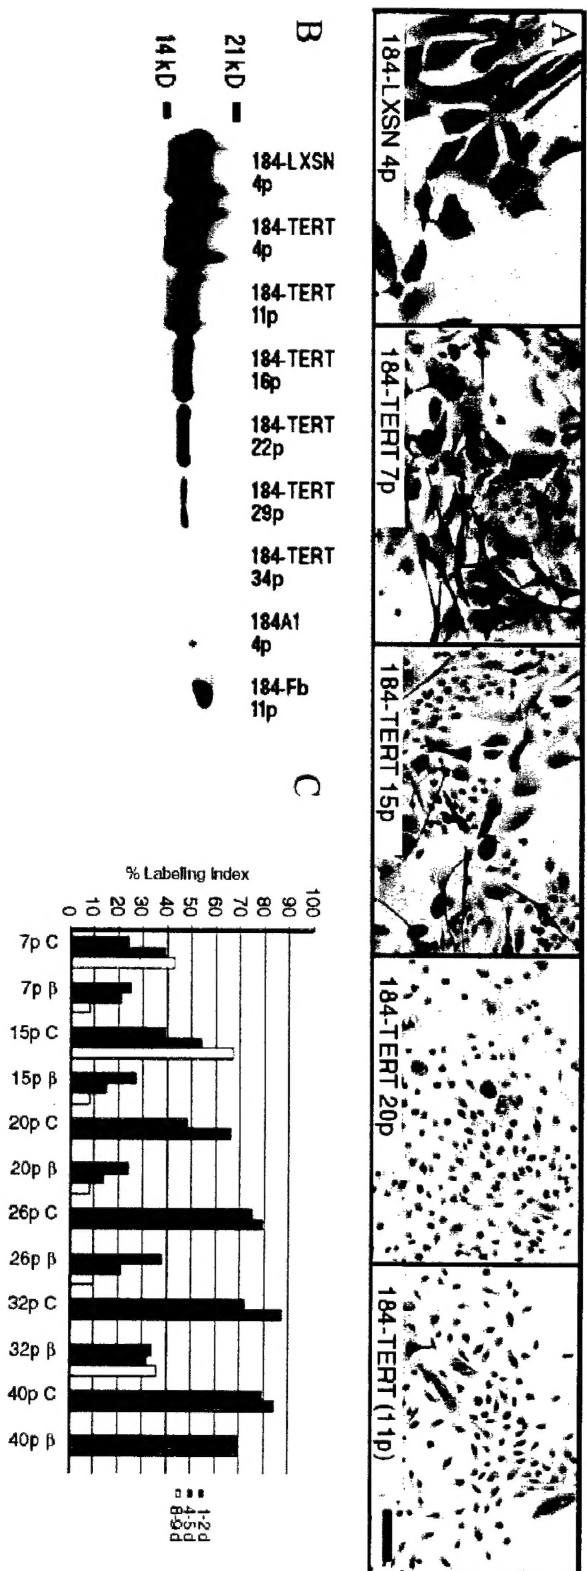 A
184-LXSN 4p
184-TERT 7p
184-TERT 15p
184-TERT 20p
184-TERT (11p)
B
21kD
14kD
184-LXSN
4p
184-TERT
4p
184-TERT
11p
184-TERT
16p
184-TERT
22p
184-TERT
29p
184-TERT
34p
184A1
4p
184-Fb
11p
C
% Labeling Index
100
90
80
70
60
50
40
30
20
10
0
7p C
7p β
15p C
15p β
20p C
20p β
26p C
26p β
32p C
32p β
40p C
40p β
1-2d
4-5d
8-9d